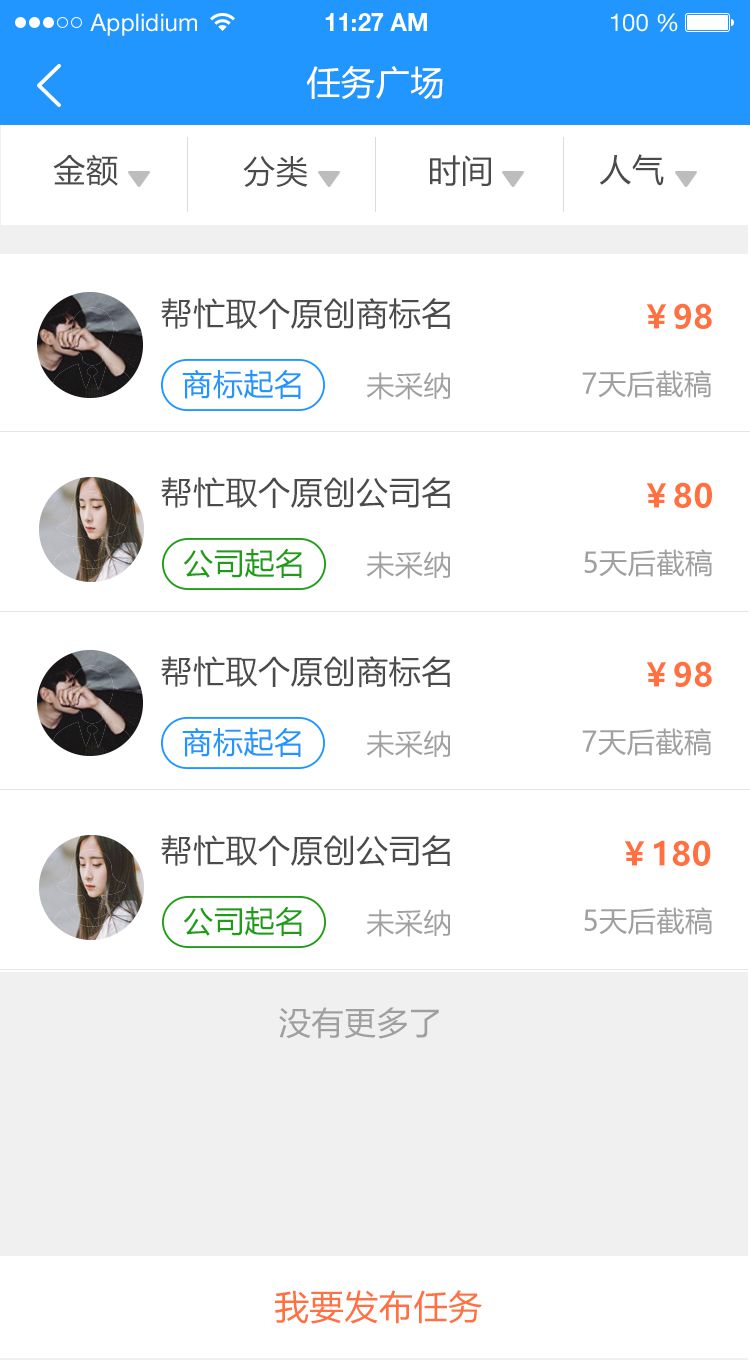 Applidium 11:27 AM 100 %
任务广场
金额 分类 时间 人气
帮忙取个原创商标名 ¥98
商标起名 未采纳 7天后截稿
帮忙取个原创公司名 ¥80
公司起名 未采纳 5天后截稿
帮忙取个原创商标名 ¥98
商标起名 未采纳 7天后截稿
帮忙取个原创公司名 ¥180
公司起名 未采纳 5天后截稿
没有更多了
我要发布任务